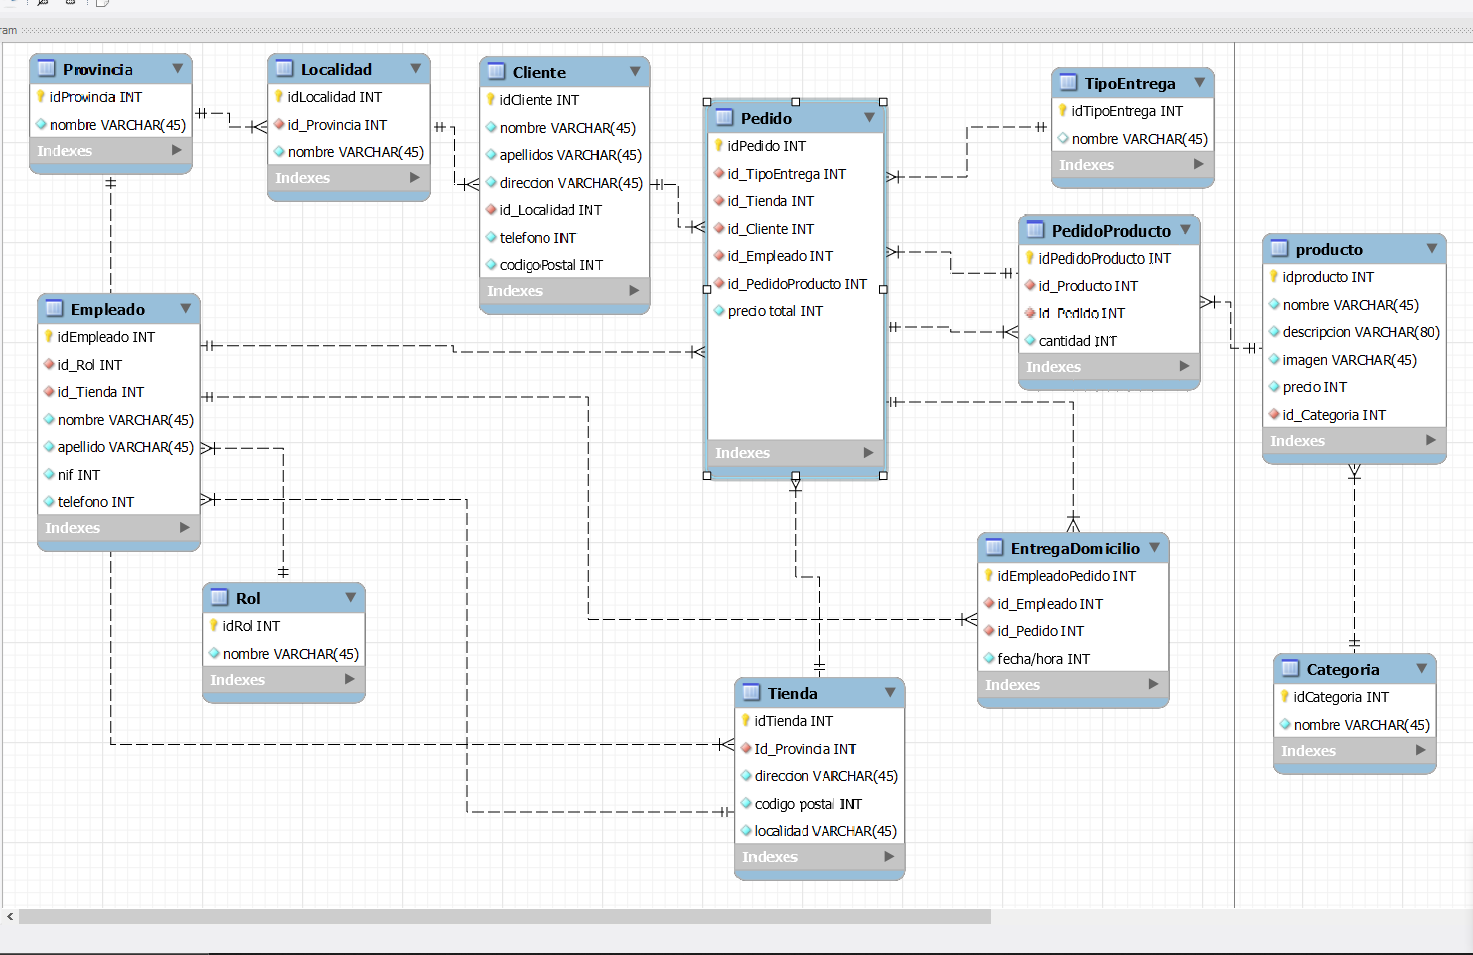 ram
Provincia
idProvincia INT
nombre VARCHAR(45)
Indexes
Localidad
idLocalidad INT
id_Provincia INT
nombre VARCHAR(45)
Indexes
Cliente
idCliente INT
nombre VARCHAR(45)
apellidos VARCHAR(45)
direccion VARCHAR(45)
id_Localidad INT
telefono INT
codigoPostal INT
Indexes
Pedido
idPedido INT
id_TipoEntrega INT
id_Tienda INT
id_Cliente INT
id_Empleado INT
id_PedidoProducto INT
precio total INT
Indexes
TipoEntrega
idTipoEntrega INT
nombre VARCHAR(45)
Indexes
PedidoProducto
idPedidoProducto INT
id_Producto INT
id_Pedido INT
cantidad INT
Indexes
producto
idproducto INT
nombre VARCHAR(45)
descripcion VARCHAR(80)
imagen VARCHAR(45)
precio INT
id_Categoria INT
Indexes
Empleado
idEmpleado INT
id_Rol INT
id_Tienda INT
nombre VARCHAR(45)
apellido VARCHAR(45)
nif INT
telefono INT
Indexes
Rol
idRol INT
nombre VARCHAR(45)
Indexes
EntregaDomicilio
idEmpleadoPedido INT
id_Empleado INT
id_Pedido INT
fecha/hora INT
Indexes
Tienda
idTienda INT
Id_Provincia INT
direccion VARCHAR(45)
codigo postal INT
localidad VARCHAR(45)
Indexes
Categoria
idCategoria INT
nombre VARCHAR(45)
Indexes